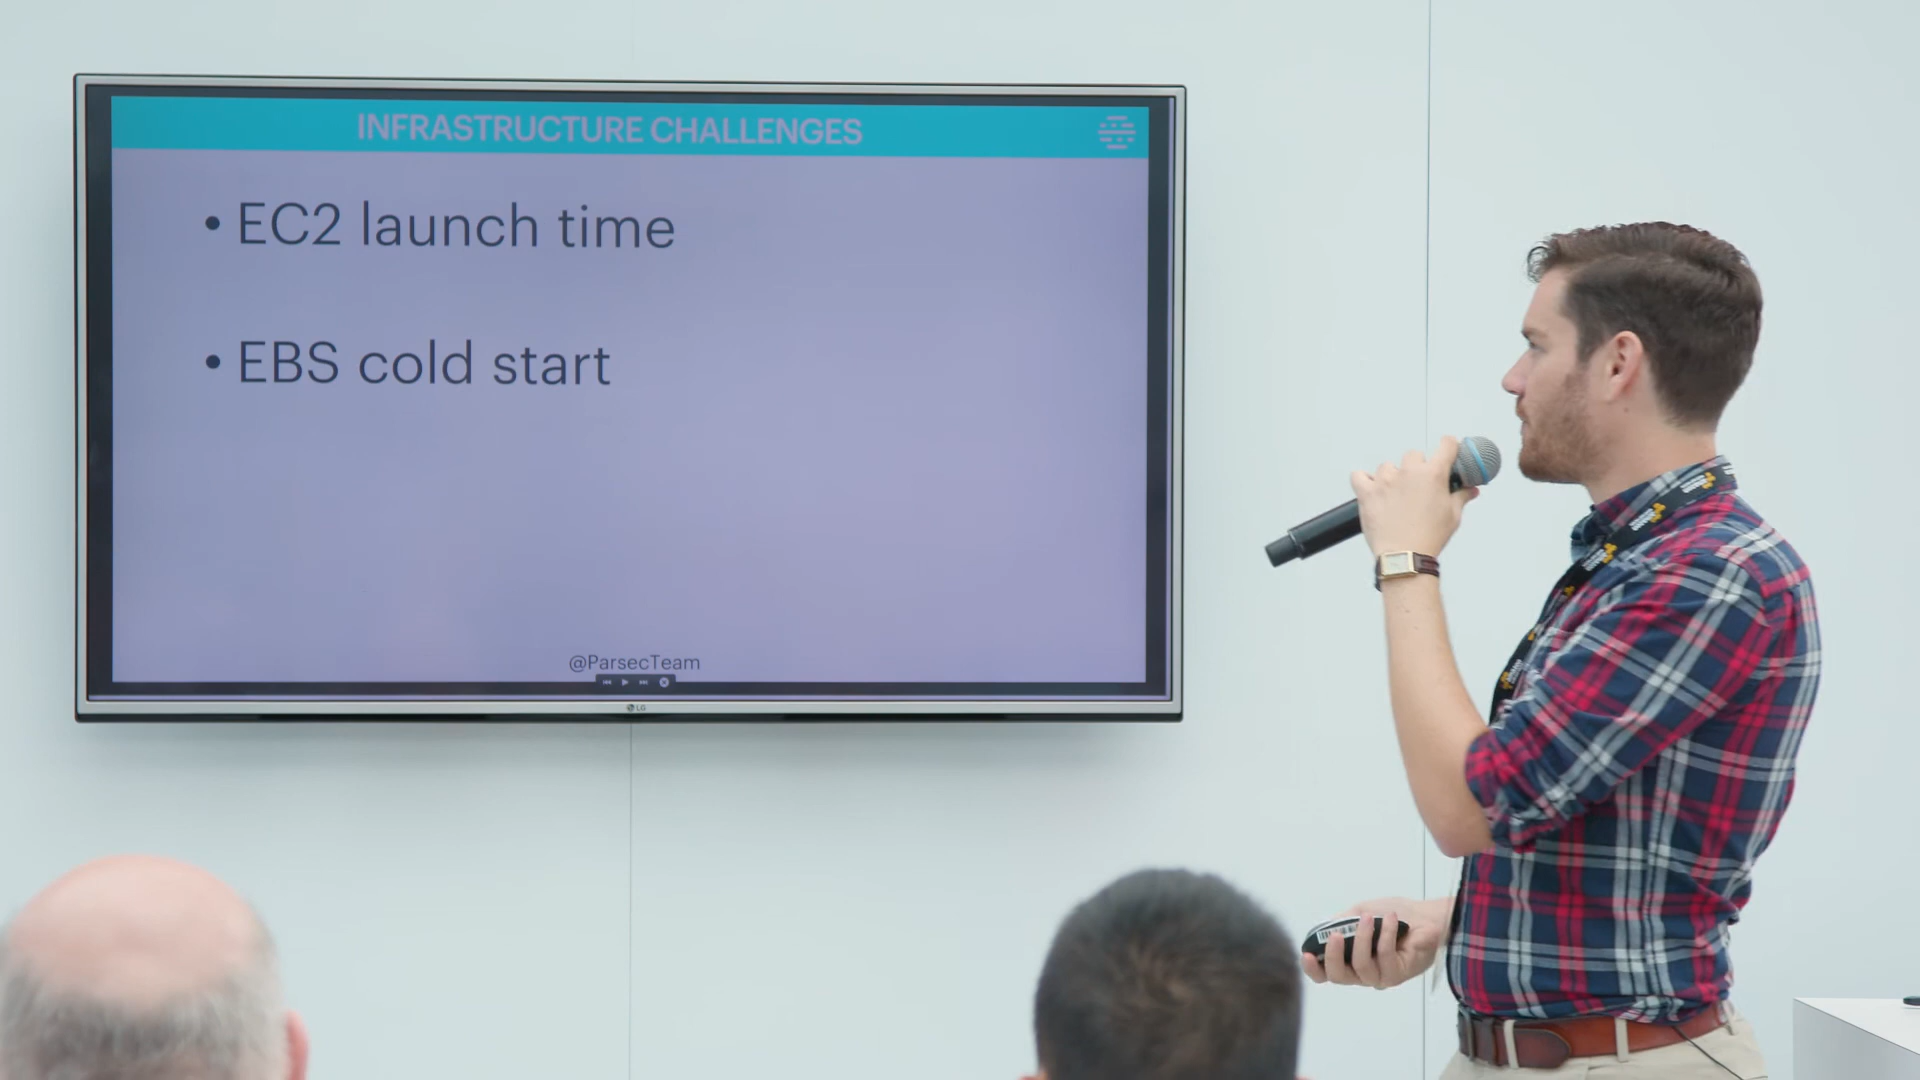 INFRASTRUCTURE CHALLENGES
• EC2 launch time
• EBS cold start
@ParsecTeam
LG